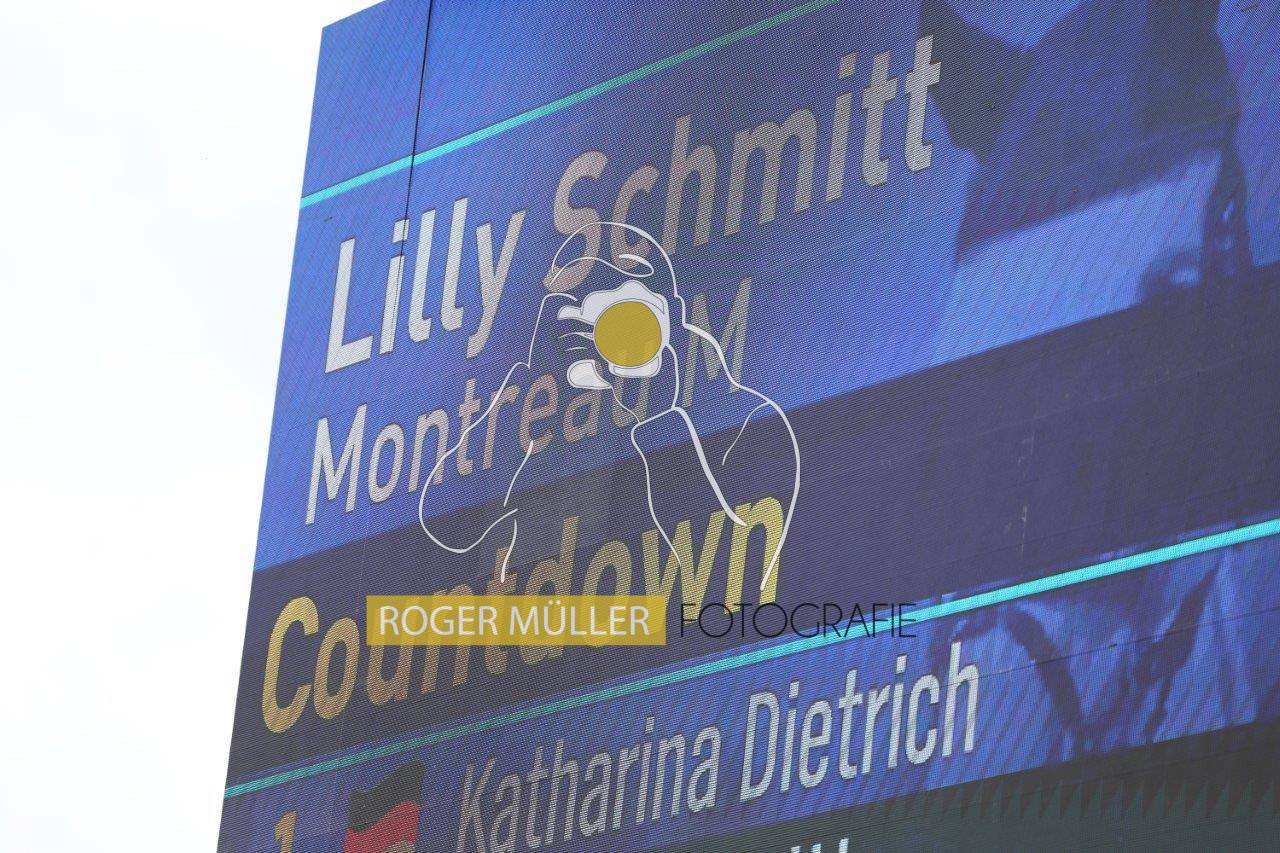 Lilly Schmitt
Montreau M
Countdown
ROGER MÜLLER FOTOGRAFIE
1 Katharina Dietrich